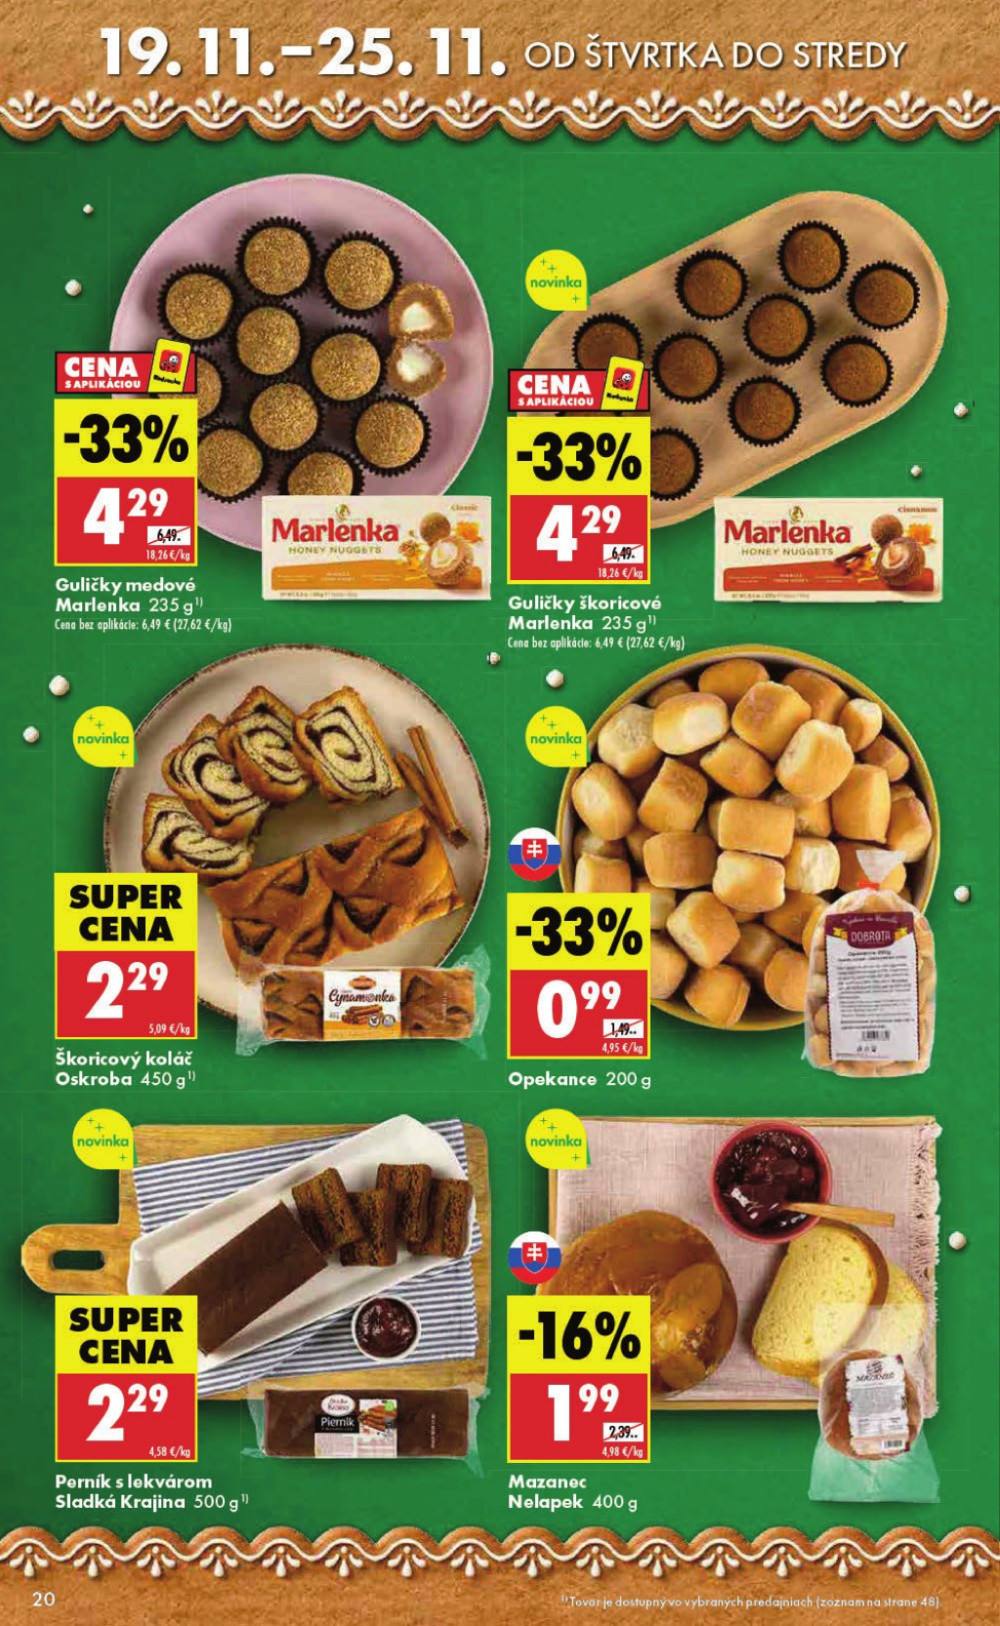 19. 11.–25. 11. OD ŠTVRTKA DO STREDY
novinka
CENA
S APLIKÁCIOU
-33%
4 29
6,49.
18,26 €/kg
Marlenka
HONEY NUGGETS
Classic
Guličky medové
Marlenka 235 g¹⁾
Cena bez aplikácie: 6,49 € (27,62 €/kg)
CENA
S APLIKÁCIOU
-33%
4 29
6,49.
18,26 €/kg
Marlenka
HONEY NUGGETS
Cinnamon
Guličky škoricové
Marlenka 235 g¹⁾
Cena bez aplikácie: 6,49 € (27,62 €/kg)
novinka
SUPER
CENA
2 29
5,09 €/kg
Cynamonka
Škoricový koláč
Oskroba 450 g¹⁾
novinka
-33%
0 99
1,49..
4,95 €/kg
DOBROTA
Opekance 200 g
novinka
SUPER
CENA
2 29
4,58 €/kg
Sladká
Krajina
Piernik
Perník s lekvárom
Sladká Krajina 500 g¹⁾
novinka
-16%
1 99
2,39..
4,98 €/kg
MAZANEC
Mazanec
Nelapek 400 g
20
¹⁾Tovar je dostupný vo vybraných predajniach (zoznam na strane 48).